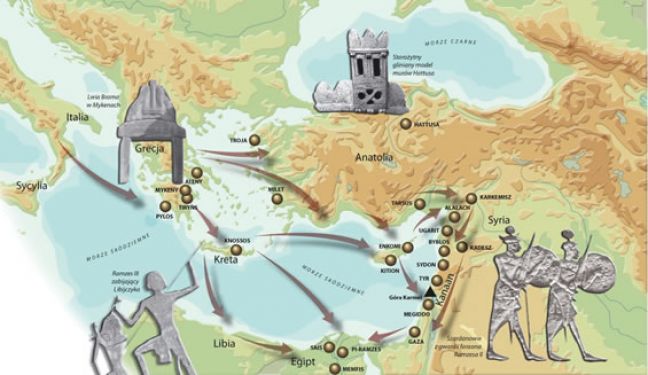 MORZE CZARNE
Starożytny
gliniany model
murów Hattusa
Lwia Brama
w Mykenach
Italia
Grecja
HATTUSA
TROJA
Anatolia
Sycylia
ATENY
MYKENY
TIRYNS
PYLOS
MILET
TARSUS
KARKEMISZ
ALALACH
Syria
UGARIT
KNOSSOS
Kreta
ENKOMI
BYBLOS
KADESZ
MORZE ŚRÓDZIEMNE
KITION
SYDON
MORZE ŚRÓDZIEMNE
TYR
Kanaan
Ramzes III
zabijający
Libijczyka
Góra Karmel
MEGIDDO
Szardanowie
z gwardii faraona
Ramzesa II
Libia
GAZA
SAIS
PI-RAMZES
Egipt
MEMFIS